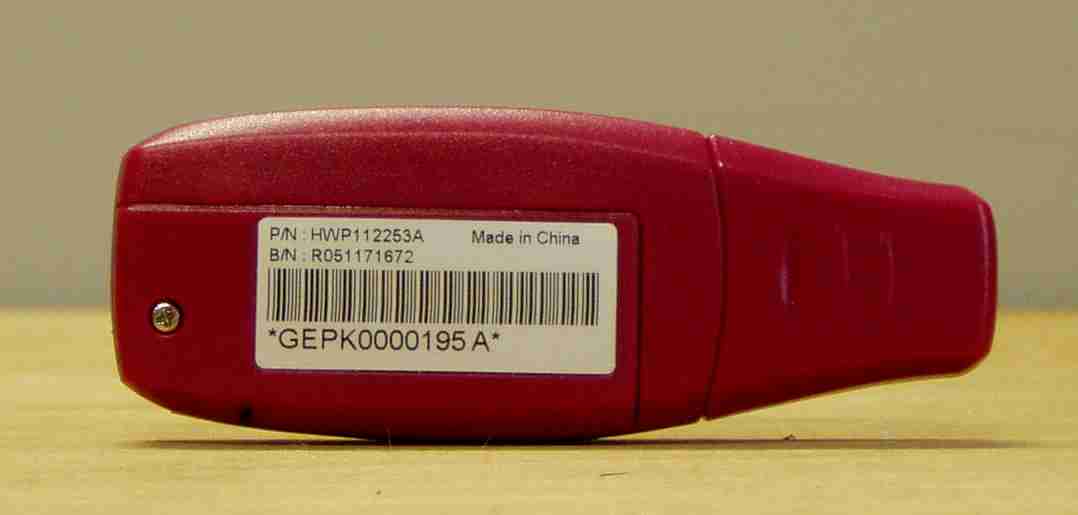 P/N : HWP112253A Made in China
B/N : R051171672
*GEPK0000195 A*